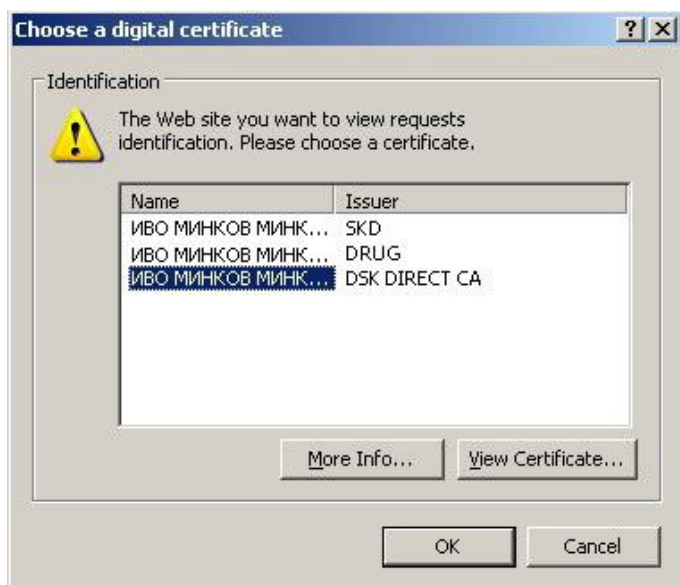 Choose a digital certificate
Identification
The Web site you want to view requests
identification. Please choose a certificate.
Name Issuer
ИВО МИНКОВ МИНК... SKD
ИВО МИНКОВ МИНК... DRUG
ИВО МИНКОВ МИНК... DSK DIRECT CA
More Info... View Certificate...
OK Cancel